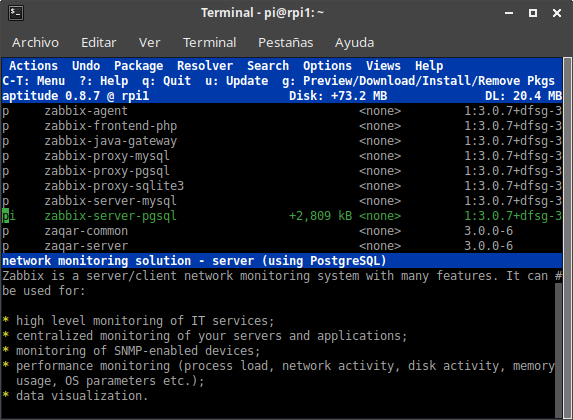 Terminal - pi@rpi1: ~
Archivo Editar Ver Terminal Pestañas Ayuda
Actions Undo Package Resolver Search Options Views Help
C-T: Menu ?: Help q: Quit u: Update g: Preview/Download/Install/Remove Pkgs
aptitude 0.8.7 @ rpi1 Disk: +73.2 MB DL: 20.4 MB
p zabbix-agent <none> 1:3.0.7+dfsg-3
p zabbix-frontend-php <none> 1:3.0.7+dfsg-3
p zabbix-java-gateway <none> 1:3.0.7+dfsg-3
p zabbix-proxy-mysql <none> 1:3.0.7+dfsg-3
p zabbix-proxy-pgsql <none> 1:3.0.7+dfsg-3
p zabbix-proxy-sqlite3 <none> 1:3.0.7+dfsg-3
p zabbix-server-mysql <none> 1:3.0.7+dfsg-3
pi zabbix-server-pgsql +2,809 kB <none> 1:3.0.7+dfsg-3
p zaqar-common <none> 3.0.0-6
p zaqar-server <none> 3.0.0-6
network monitoring solution - server (using PostgreSQL)
Zabbix is a server/client network monitoring system with many features. It can #
be used for:
* high level monitoring of IT services;
* centralized monitoring of your servers and applications;
* monitoring of SNMP-enabled devices;
* performance monitoring (process load, network activity, disk activity, memory
usage, OS parameters etc.);
* data visualization.